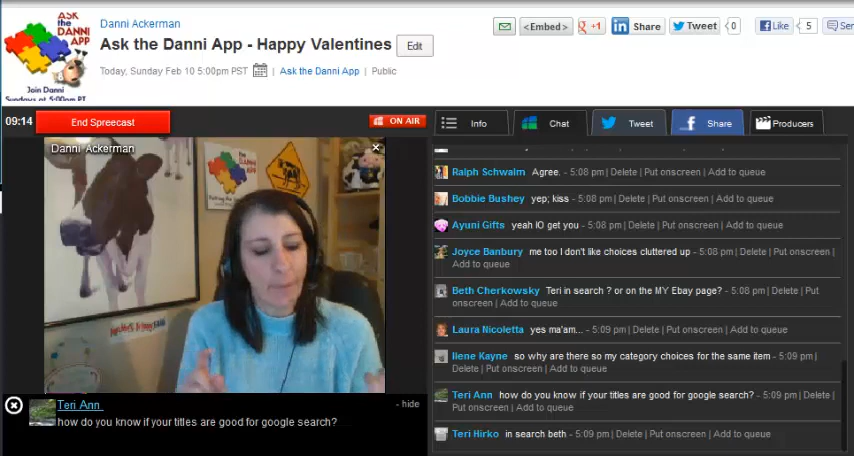 ASK
the
DANNI
APP
Join Danni
Sundays at 5:00pm PT
Danni Ackerman
Ask the Danni App - Happy Valentines
Edit
Today, Sunday Feb 10 5:00pm PST | Ask the Danni App | Public
<Embed> +1 Share Tweet 0 Like 5 Sen
09:14 End Spreecast ON AIR
Info Chat Tweet Share Producers
Danni Ackerman
Ralph Schwalm Agree. - 5:08 pm | Delete | Put onscreen | Add to queue
Bobbie Bushey yep; kiss - 5:08 pm | Delete | Put onscreen | Add to queue
Ayuni Gifts yeah IO get you - 5:08 pm | Delete | Put onscreen | Add to queue
Joyce Banbury me too I don't like choices cluttered up - 5:08 pm | Delete | Put onscreen |
Add to queue
Beth Cherkowsky Teri in search ? or on the MY Ebay page? - 5:08 pm | Delete | Put
onscreen | Add to queue
Laura Nicoletta yes ma'am... - 5:09 pm | Delete | Put onscreen | Add to queue
Ilene Kayne so why are there so my category choices for the same item - 5:09 pm |
Delete | Put onscreen | Add to queue
Teri Ann how do you know if your titles are good for google search? - 5:09 pm | Delete |
Put onscreen | Add to queue
Teri Hirko in search beth - 5:09 pm | Delete | Put onscreen | Add to queue
Teri Ann - hide
how do you know if your titles are good for google search?